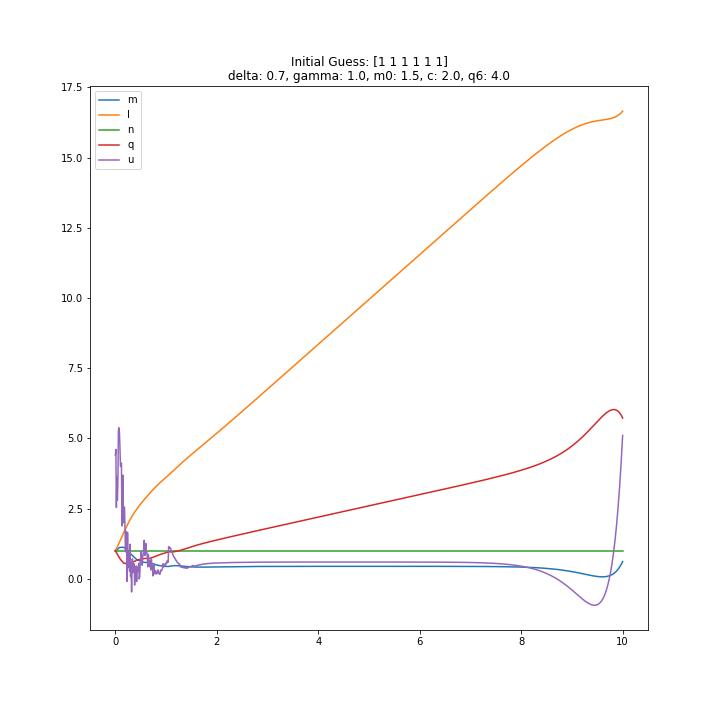 Initial Guess: [1 1 1 1 1 1]
delta: 0.7, gamma: 1.0, m0: 1.5, c: 2.0, q6: 4.0
17.5
15.0
12.5
10.0
7.5
5.0
2.5
0.0
m
l
n
q
u
0 2 4 6 8 10